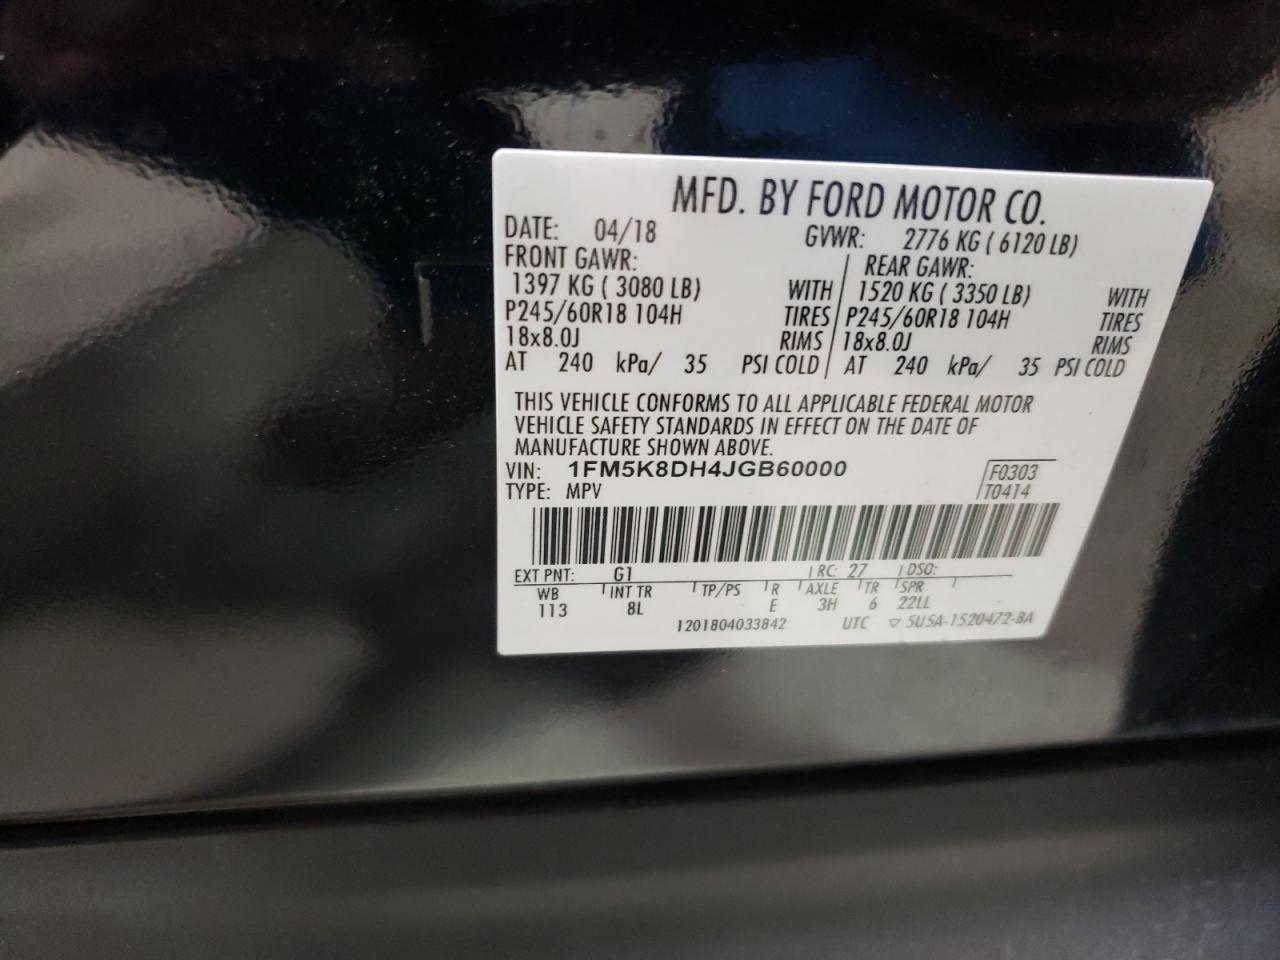 MFD. BY FORD MOTOR CO.
DATE: 04/18 GVWR: 2776 KG ( 6120 LB)
FRONT GAWR: REAR GAWR:
1397 KG ( 3080 LB) WITH 1520 KG ( 3350 LB) WITH
P245/60R18 104H TIRES P245/60R18 104H TIRES
18x8.0J RIMS 18x8.0J RIMS
AT 240 kPa/ 35 PSI COLD AT 240 kPa/ 35 PSI COLD
THIS VEHICLE CONFORMS TO ALL APPLICABLE FEDERAL MOTOR
VEHICLE SAFETY STANDARDS IN EFFECT ON THE DATE OF
MANUFACTURE SHOWN ABOVE.
VIN: 1FM5K8DH4JGB60000 F0303
TYPE: MPV T0414
EXT PNT: G1 RC: 27 DSO:
WB INT TR TP/PS R AXLE TR SPR
113 8L E 3H 6 22LL
1201804033842 UTC ▽ 5U5A-1520472-BA